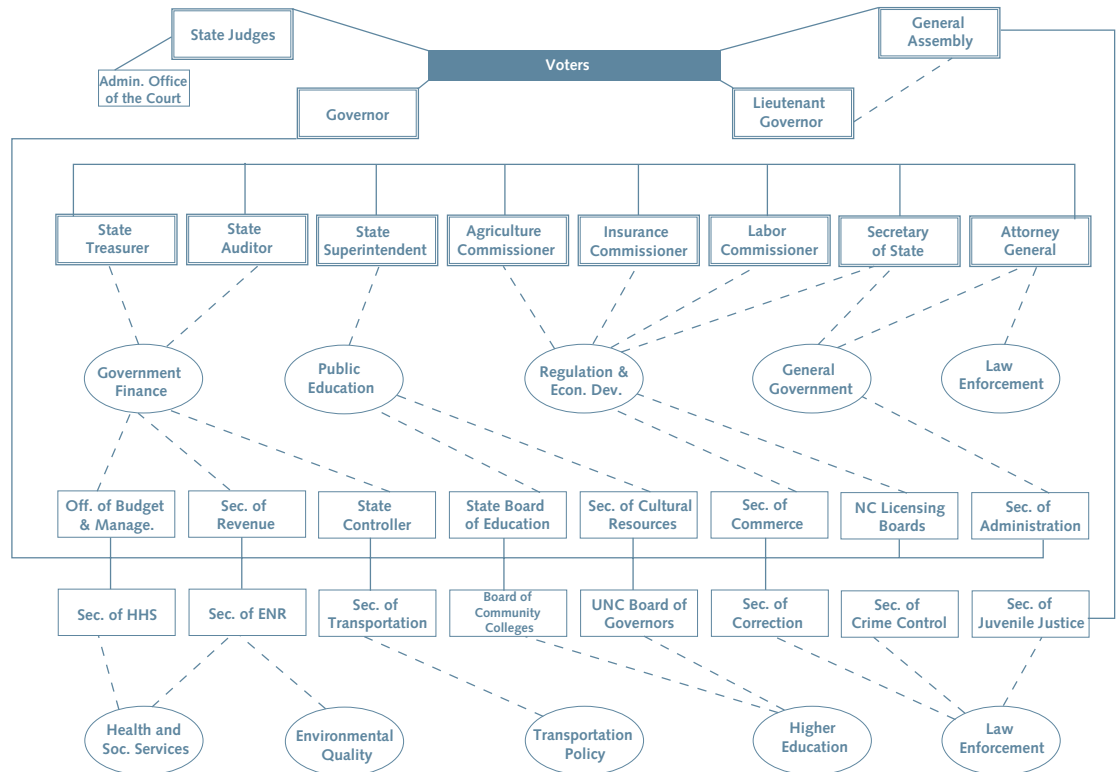 State Judges
General
Assembly
Voters
Admin. Office
of the Court
Governor
Lieutenant
Governor
State
Treasurer
State
Auditor
State
Superintendent
Agriculture
Commissioner
Insurance
Commissioner
Labor
Commissioner
Secretary
of State
Attorney
General
Government
Finance
Public
Education
Regulation &
Econ. Dev.
General
Government
Law
Enforcement
Off. of Budget
& Manage.
Sec. of
Revenue
State
Controller
State Board
of Education
Sec. of Cultural
Resources
Sec. of
Commerce
NC Licensing
Boards
Sec. of
Administration
Sec. of HHS
Sec. of ENR
Sec. of
Transportation
Board of
Community
Colleges
UNC Board of
Governors
Sec. of
Correction
Sec. of
Crime Control
Sec. of
Juvenile Justice
Health and
Soc. Services
Environmental
Quality
Transportation
Policy
Higher
Education
Law
Enforcement